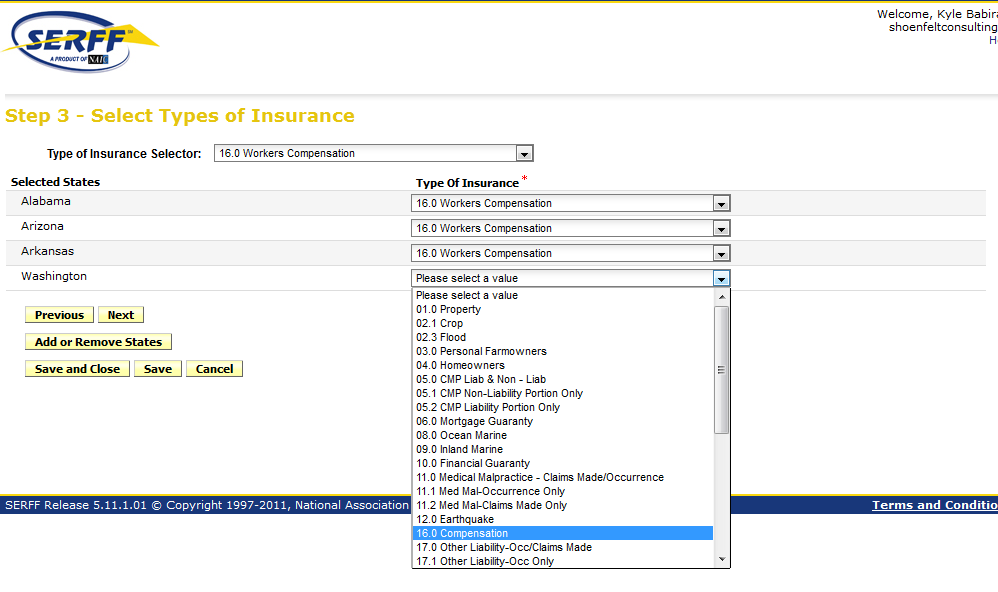 Welcome, Kyle Babira
shoenfeltconsulting
SERFF SM
A PRODUCT OF NAIC
Step 3 - Select Types of Insurance
Type of Insurance Selector: 16.0 Workers Compensation
Selected States Type Of Insurance *
Alabama 16.0 Workers Compensation
Arizona 16.0 Workers Compensation
Arkansas 16.0 Workers Compensation
Washington Please select a value
Please select a value
01.0 Property
02.1 Crop
02.3 Flood
03.0 Personal Farmowners
04.0 Homeowners
05.0 CMP Liab & Non - Liab
05.1 CMP Non-Liability Portion Only
05.2 CMP Liability Portion Only
06.0 Mortgage Guaranty
08.0 Ocean Marine
09.0 Inland Marine
10.0 Financial Guaranty
11.0 Medical Malpractice - Claims Made/Occurrence
11.1 Med Mal-Occurrence Only
11.2 Med Mal-Claims Made Only
12.0 Earthquake
16.0 Compensation
17.0 Other Liability-Occ/Claims Made
17.1 Other Liability-Occ Only
Previous Next
Add or Remove States
Save and Close Save Cancel
SERFF Release 5.11.1.01 © Copyright 1997-2011, National Association Terms and Conditio